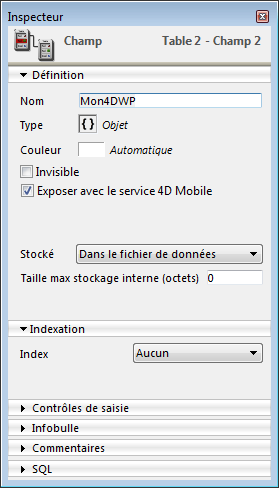 Inspecteur
Champ Table 2 - Champ 2
Définition
Nom Mon4DWP
Type {} Objet
Couleur Automatique
Invisible
Exposer avec le service 4D Mobile
Stocké Dans le fichier de données
Taille max stockage interne (octets) 0
Indexation
Index Aucun
Contrôles de saisie
Infobulle
Commentaires
SQL